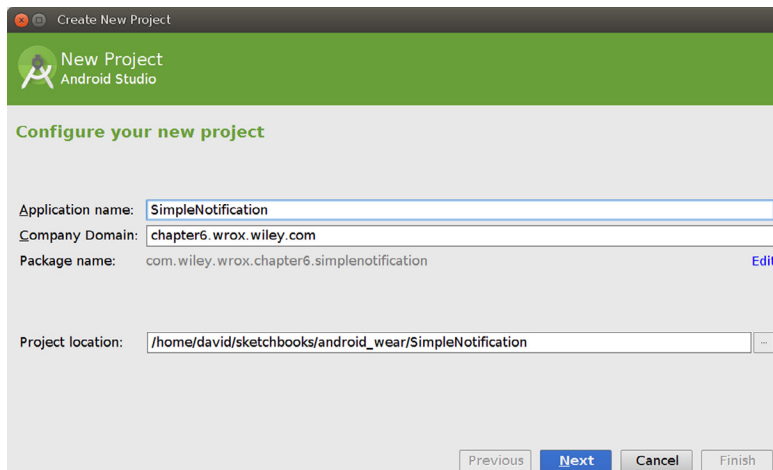 Create New Project
New Project
Android Studio
Configure your new project
Application name: SimpleNotification
Company Domain: chapter6.wrox.wiley.com
Package name: com.wiley.wrox.chapter6.simplenotification Edit
Project location: /home/david/sketchbooks/android_wear/SimpleNotification ...
Previous Next Cancel Finish